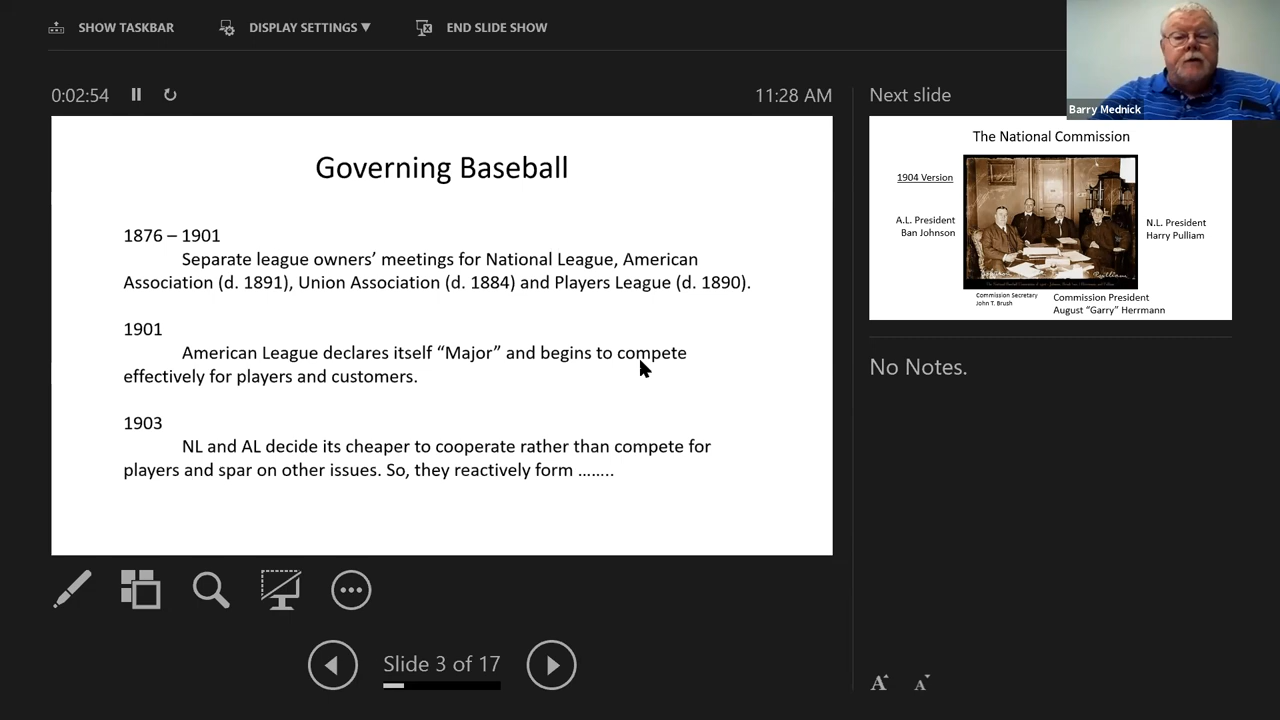 SHOW TASKBAR
DISPLAY SETTINGS ▼
END SLIDE SHOW
Barry Mednick
0:02:54
11:28 AM
Governing Baseball
1876 – 1901
Separate league owners’ meetings for National League, American
Association (d. 1891), Union Association (d. 1884) and Players League (d. 1890).
1901
American League declares itself “Major” and begins to compete
effectively for players and customers.
1903
NL and AL decide its cheaper to cooperate rather than compete for
players and spar on other issues. So, they reactively form ........
Slide 3 of 17
Next slide
The National Commission
1904 Version
A.L. President
Ban Johnson
N.L. President
Harry Pulliam
Commission Secretary
John T. Brush
Commission President
August “Garry” Herrmann
No Notes.
A A